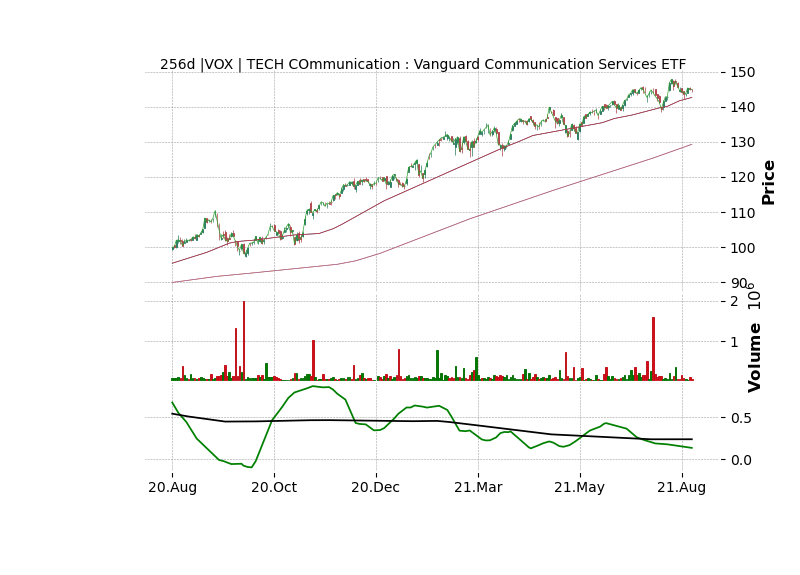 256d |VOX | TECH COmmunication : Vanguard Communication Services ETF
150
140
130
120
110
100
90
Price
2
1
Volume 10^6
0.5
0.0
20.Aug 20.Oct 20.Dec 21.Mar 21.May 21.Aug